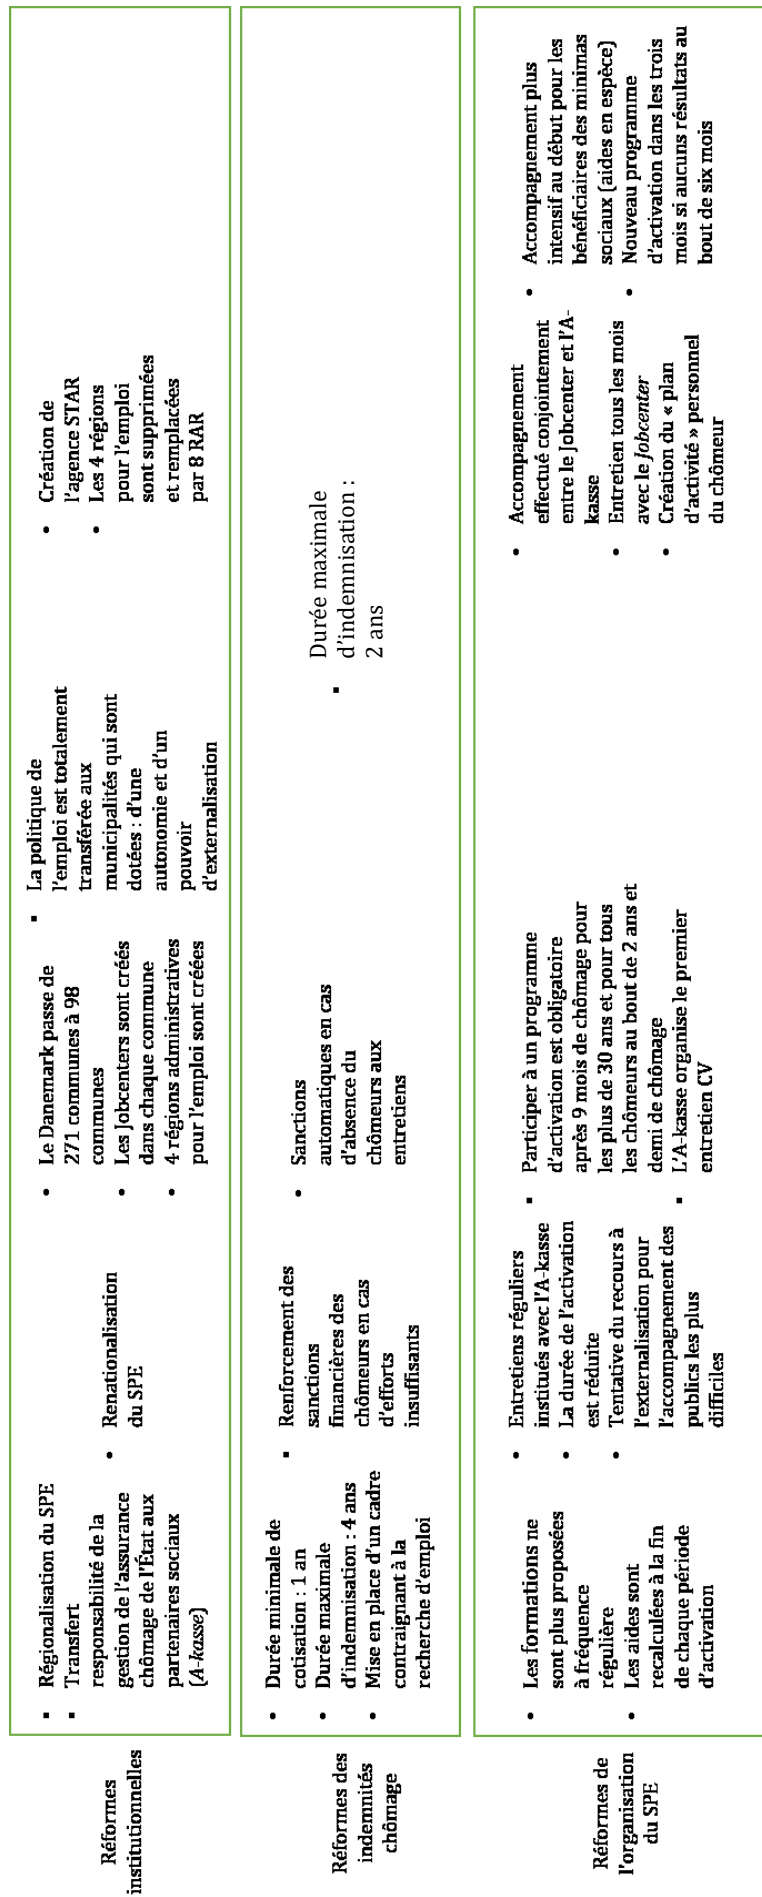 Réformes
institutionnelles
Régionalisation du SPE
Transfert
responsabilité de la
gestion de l'assurance
chômage de l'État aux
partenaires sociaux
(A-kasse)
Renationalisation
du SPE
Le Danemark passe de
271 communes à 98
communes
Les Jobcenters sont créés
dans chaque commune
4 régions administratives
pour l'emploi sont créées
La politique de
l'emploi est totalement
transférée aux
municipalités qui sont
dotées : d'une
autonomie et d'un
pouvoir
d'externalisation
Création de
l'agence STAR
Les 4 régions
pour l'emploi
sont supprimées
et remplacées
par 8 RAR
Réformes des
indemnités
chômage
Durée minimale de
cotisation : 1 an
Durée maximale
d'indemnisation : 4 ans
Mise en place d'un cadre
contraignant à la
recherche d'emploi
Renforcement des
sanctions
financières des
chômeurs en cas
d'efforts
insuffisants
Sanctions
automatiques en cas
d'absence du
chômeurs aux
entretiens
Durée maximale
d'indemnisation :
2 ans
Réformes de
l'organisation
du SPE
Les formations ne
sont plus proposées
à fréquence
régulière
Les aides sont
recalculées à la fin
de chaque période
d'activation
Entretiens réguliers
institués avec l'A-kasse
La durée de l'activation
est réduite
Tentative du recours à
l'externalisation pour
l'accompagnement des
publics les plus
difficiles
Participer à un programme
d'activation est obligatoire
après 9 mois de chômage pour
les plus de 30 ans et pour tous
les chômeurs au bout de 2 ans et
demi de chômage
L'A-kasse organise le premier
entretien CV
Accompagnement
effectué conjointement
entre le Jobcenter et l'A-
kasse
Entretien tous les mois
avec le Jobcenter
Création du « plan
d'activité » personnel
du chômeur
Accompagnement plus
intensif au début pour les
bénéficiaires des minimas
sociaux (aides en espèce)
Nouveau programme
d'activation dans les trois
mois si aucuns résultats au
bout de six mois